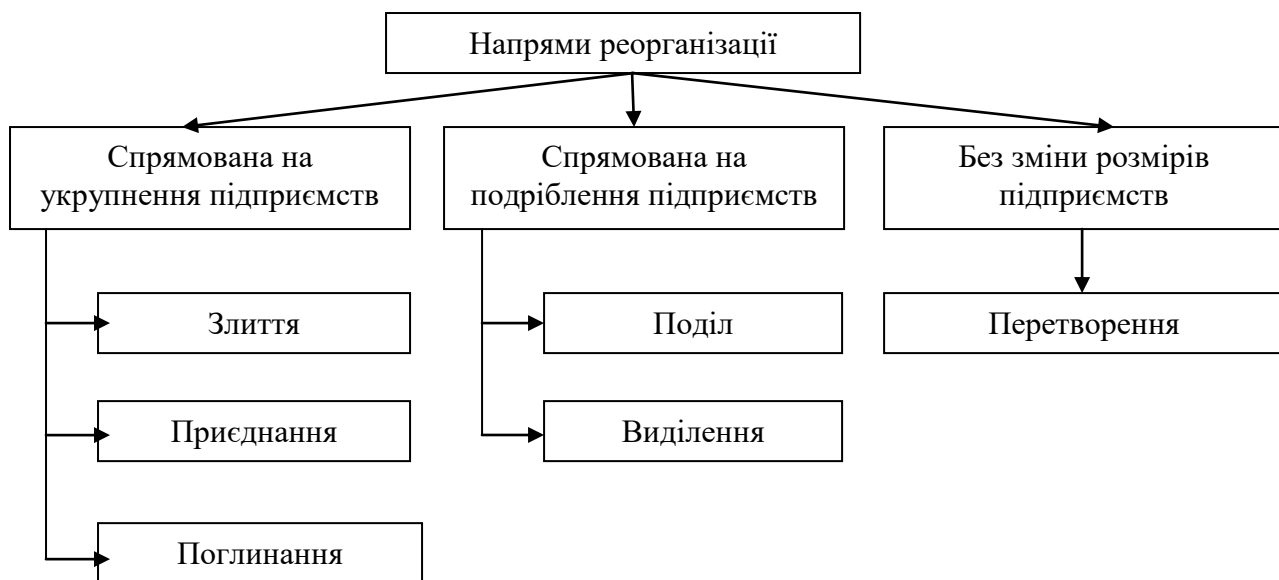 Напрями реорганізації
Спрямована на
укрупнення підприємств
Спрямована на
подріблення підприємств
Без зміни розмірів
підприємств
Злиття
Поділ
Перетворення
Приєднання
Виділення
Поглинання